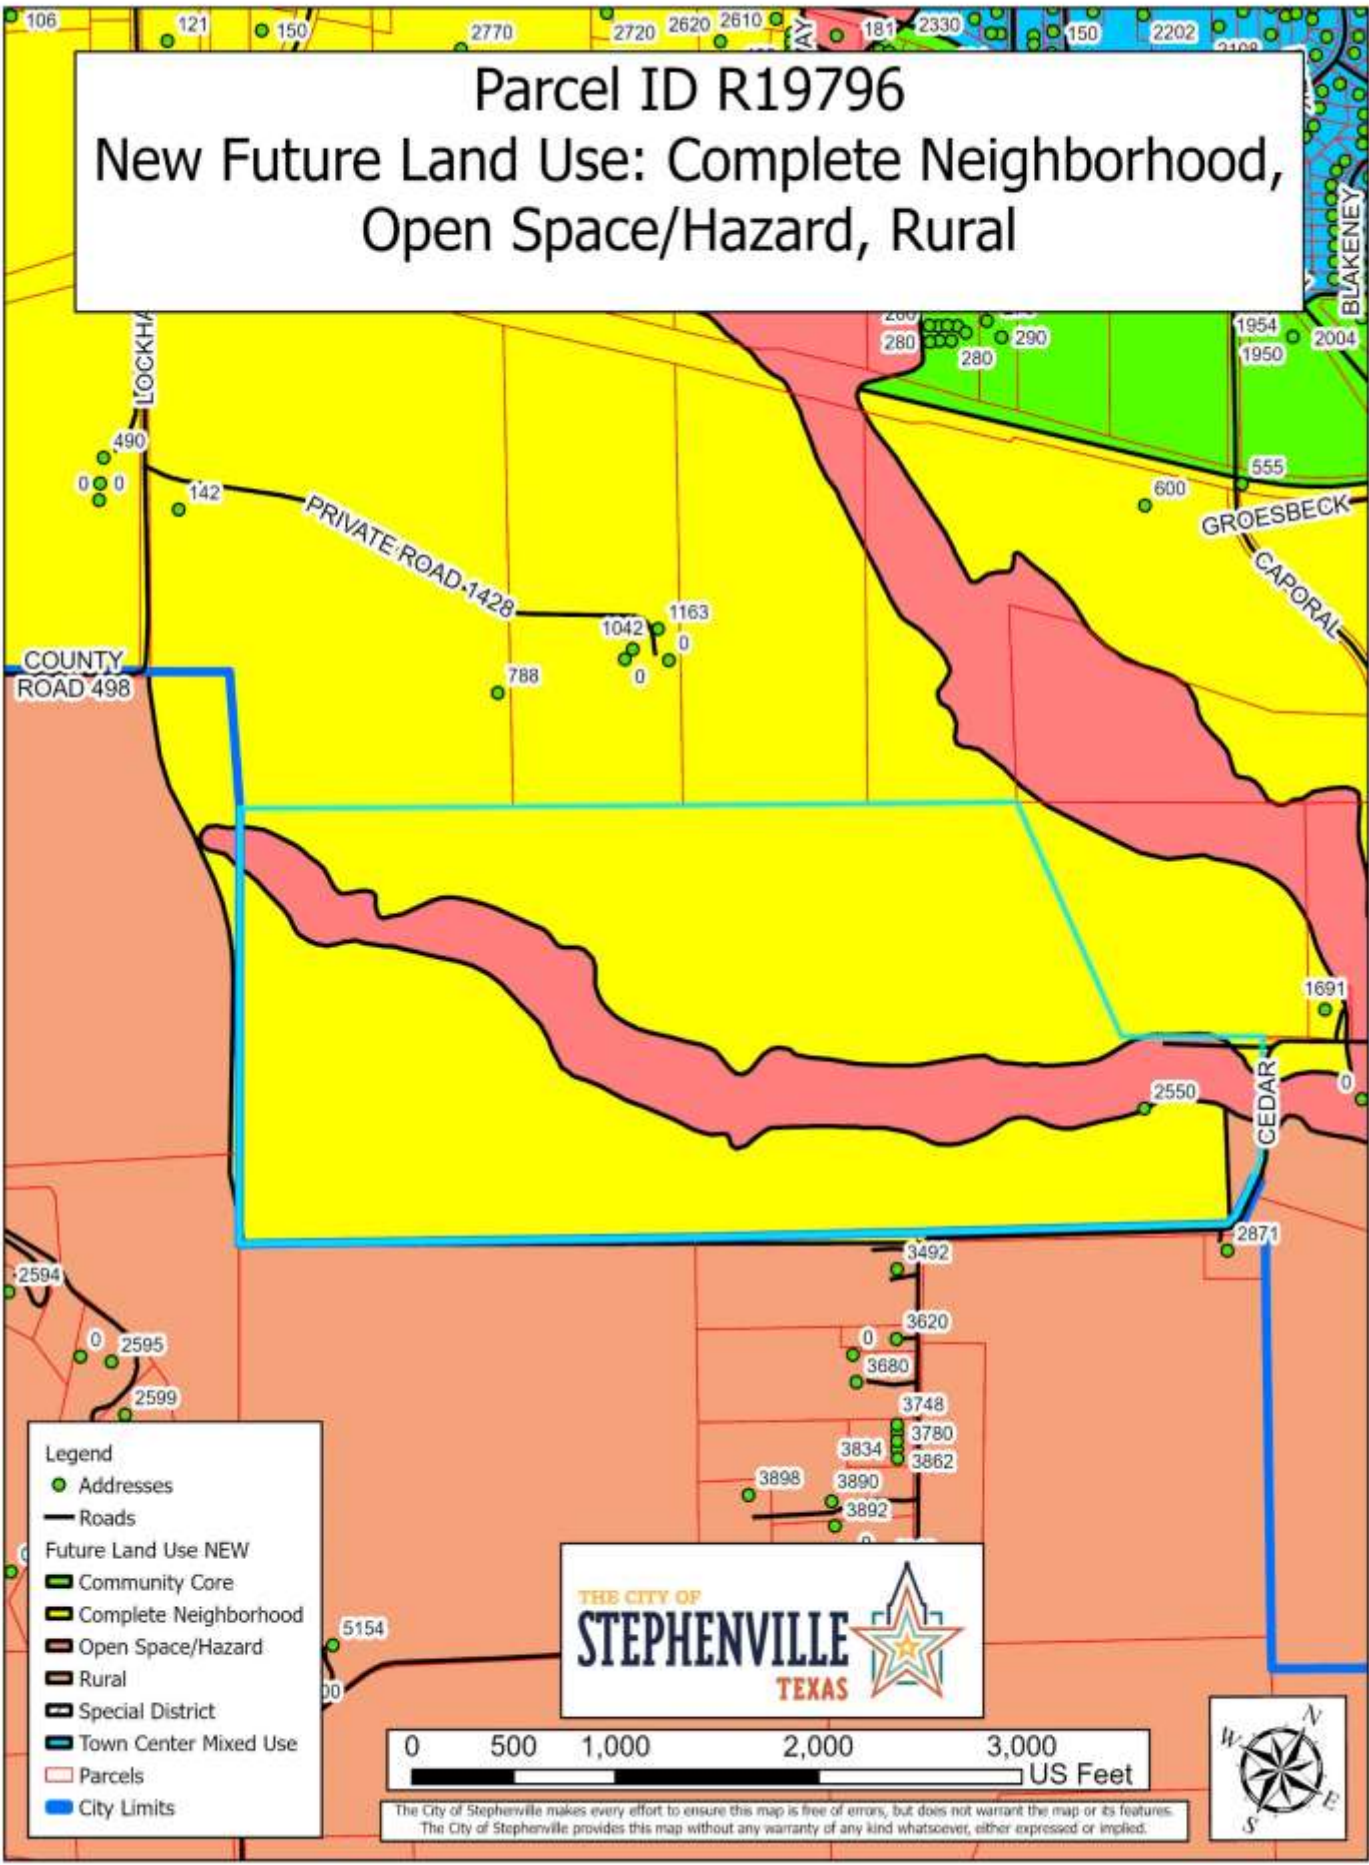 106
121
150
2770
2720
2620
2610
WAY
181
2330
150
2202
2108
Parcel ID R19796
New Future Land Use: Complete Neighborhood,
Open Space/Hazard, Rural
BLAKENEY
LOCKHA
280
280
290
1954
1950
2004
490
0
0
142
555
600
GROESBECK
PRIVATE ROAD 1428
CAPORAL
1163
1042
0
0
788
COUNTY
ROAD 498
1691
0
2550
CEDAR
2871
3492
2594
0
2595
2599
3620
0
3680
3748
3780
3834
3862
3898
3890
3892
Legend
Addresses
Roads
Future Land Use NEW
Community Core
Complete Neighborhood
Open Space/Hazard
Rural
Special District
Town Center Mixed Use
Parcels
City Limits
5154
00
THE CITY OF
STEPHENVILLE
TEXAS
0 500 1,000 2,000 3,000
US Feet
The City of Stephenville makes every effort to ensure this map is free of errors, but does not warrant the map or its features.
The City of Stephenville provides this map without any warranty of any kind whatsoever, either expressed or implied.
N
W
E
S